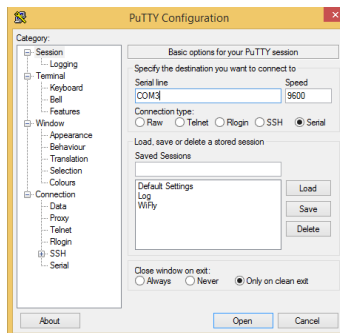 PuTTY Configuration
Category:
Session
Logging
Terminal
Keyboard
Bell
Features
Window
Appearance
Behaviour
Translation
Selection
Colours
Connection
Data
Proxy
Telnet
Rlogin
SSH
Serial
Basic options for your PuTTY session
Specify the destination you want to connect to
Serial line Speed
COM3 9600
Connection type:
Raw Telnet Rlogin SSH Serial
Load, save or delete a stored session
Saved Sessions
Default Settings
Log
WiFly
Load
Save
Delete
Close window on exit:
Always Never Only on clean exit
About Open Cancel